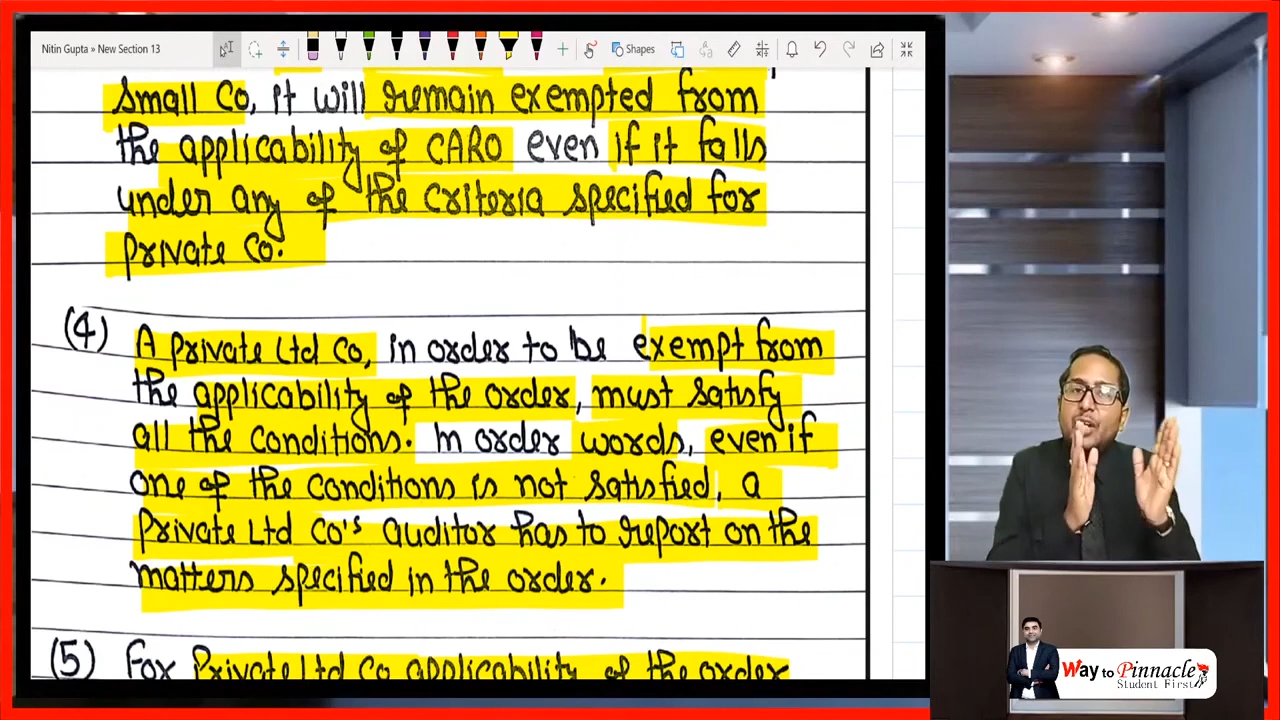 Nitin Gupta » New Section 13
Shapes
Small Co, it will remain exempted from
the applicability of CARO even if it falls
under any of the criteria specified for
private Co.
(4) A private Ltd Co, in order to be exempt from
the applicability of the order, must satisfy
all the conditions. In order words, even if
one of the conditions is not satisfied, a
Private Ltd Co's auditor has to report on the
matters specified in the order.
(5) For Private Ltd Co applicability of the order
Way to Pinnacle
Student First